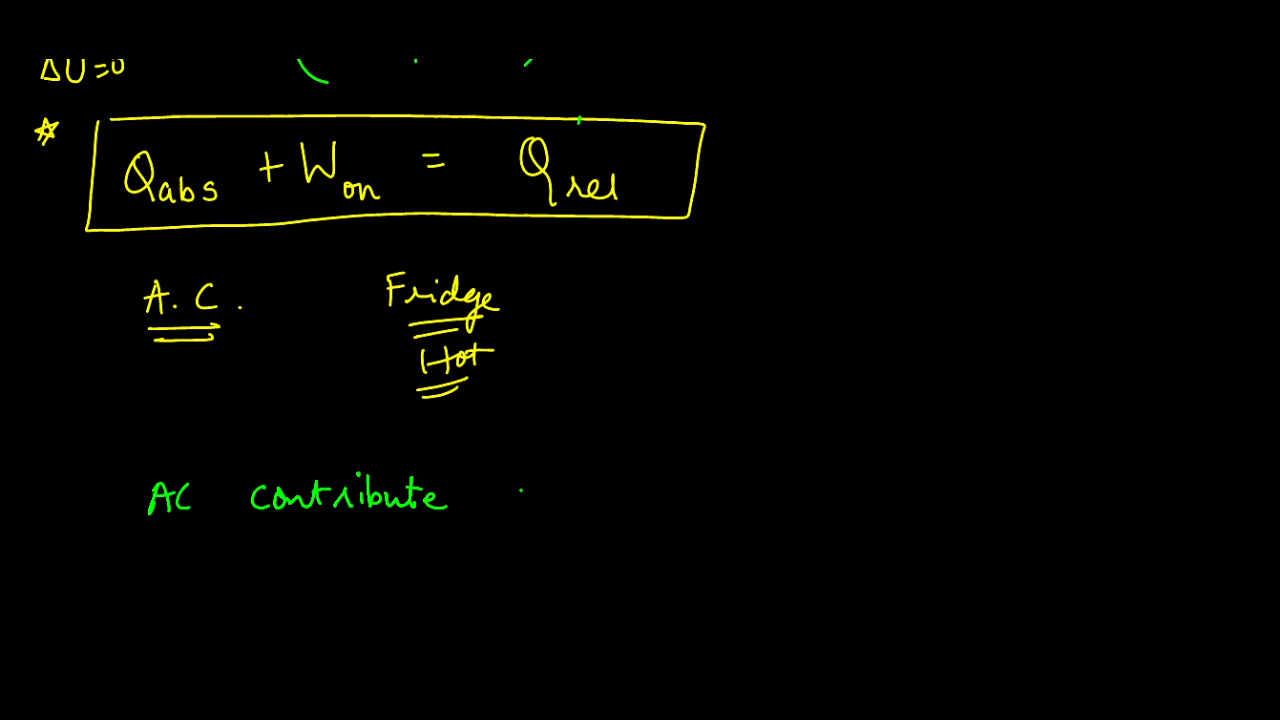 ΔU=0
☆ Qabs + Won = Qrel
A.C. Fridge
Hot
AC contribute